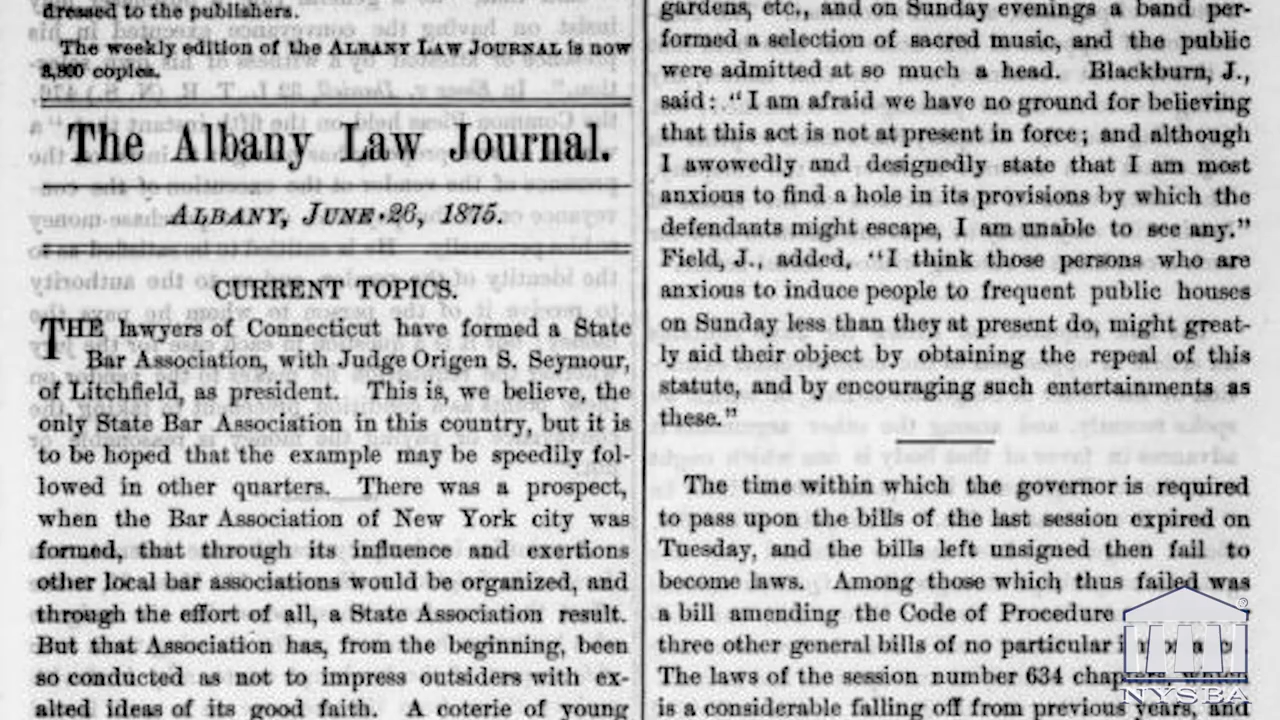 dressed to the publishers.
The weekly edition of the ALBANY LAW JOURNAL is now
copies.
The Albany Law Journal.
ALBANY, JUNE 26, 1875.
CURRENT TOPICS.
THE lawyers of Connecticut have formed a State
Bar Association, with Judge Origen S. Seymour,
of Litchfield, as president. This is, we believe, the
only State Bar Association in this country, but it is
to be hoped that the example may be speedily fol-
lowed in other quarters. There was a prospect,
when the Bar Association of New York city was
formed, that through its influence and exertions
other local bar associations would be organized, and
through the effort of all, a State Association result.
But that Association has, from the beginning, been
so conducted as not to impress outsiders with ex-
alted ideas of its good faith. A coterie of young
gardens, etc., and on Sunday evenings a band per-
formed a selection of sacred music, and the public
were admitted at so much a head. Blackburn, J.,
said: "I am afraid we have no ground for believing
that this act is not at present in force; and although
I awowedly and designedly state that I am most
anxious to find a hole in its provisions by which the
defendants might escape, I am unable to see any."
Field, J., added, "I think those persons who are
anxious to induce people to frequent public houses
on Sunday less than they at present do, might great-
ly aid their object by obtaining the repeal of this
statute, and by encouraging such entertainments as
these."
The time within which the governor is required
to pass upon the bills of the last session expired on
Tuesday, and the bills left unsigned then fail to
become laws. Among those which thus failed was
a bill amending the Code of Procedure
three other general bills of no particular
The laws of the session number 634 chapters, which
is a considerable falling off from previous years, and
NYSBA